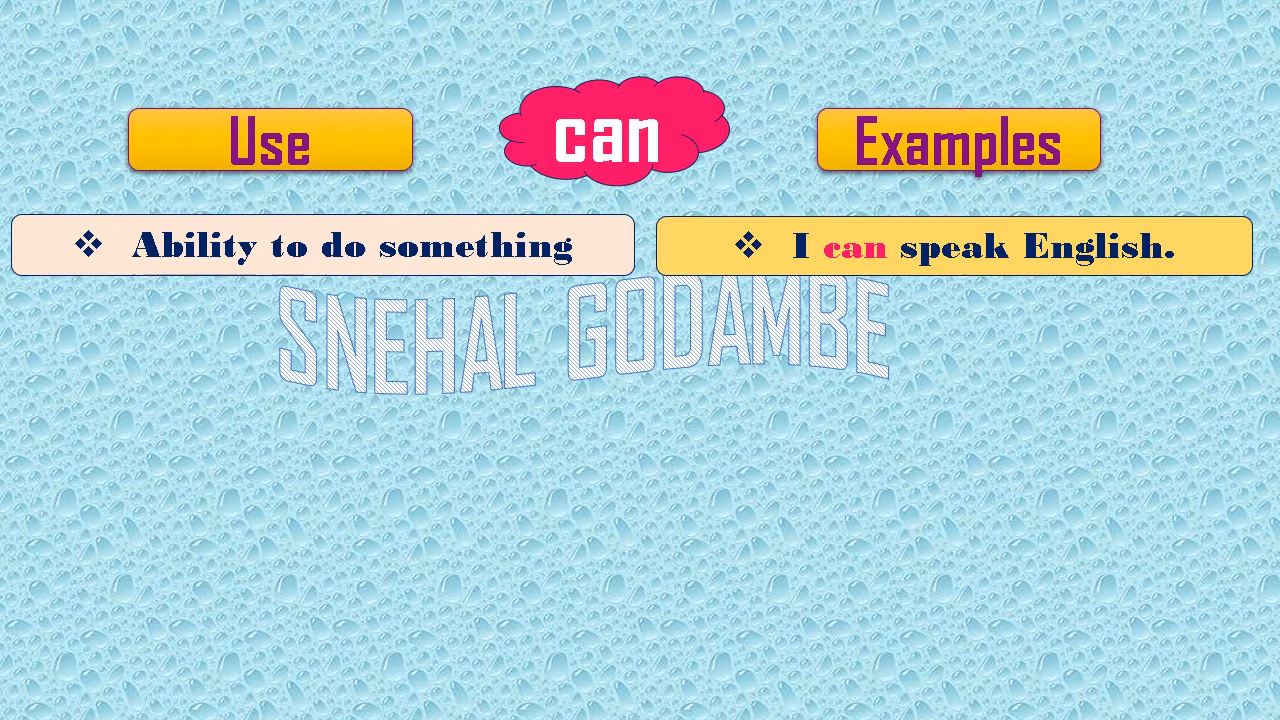 Use can Examples
❖ Ability to do something ❖ I can speak English.
SNEHAL GODAMBE